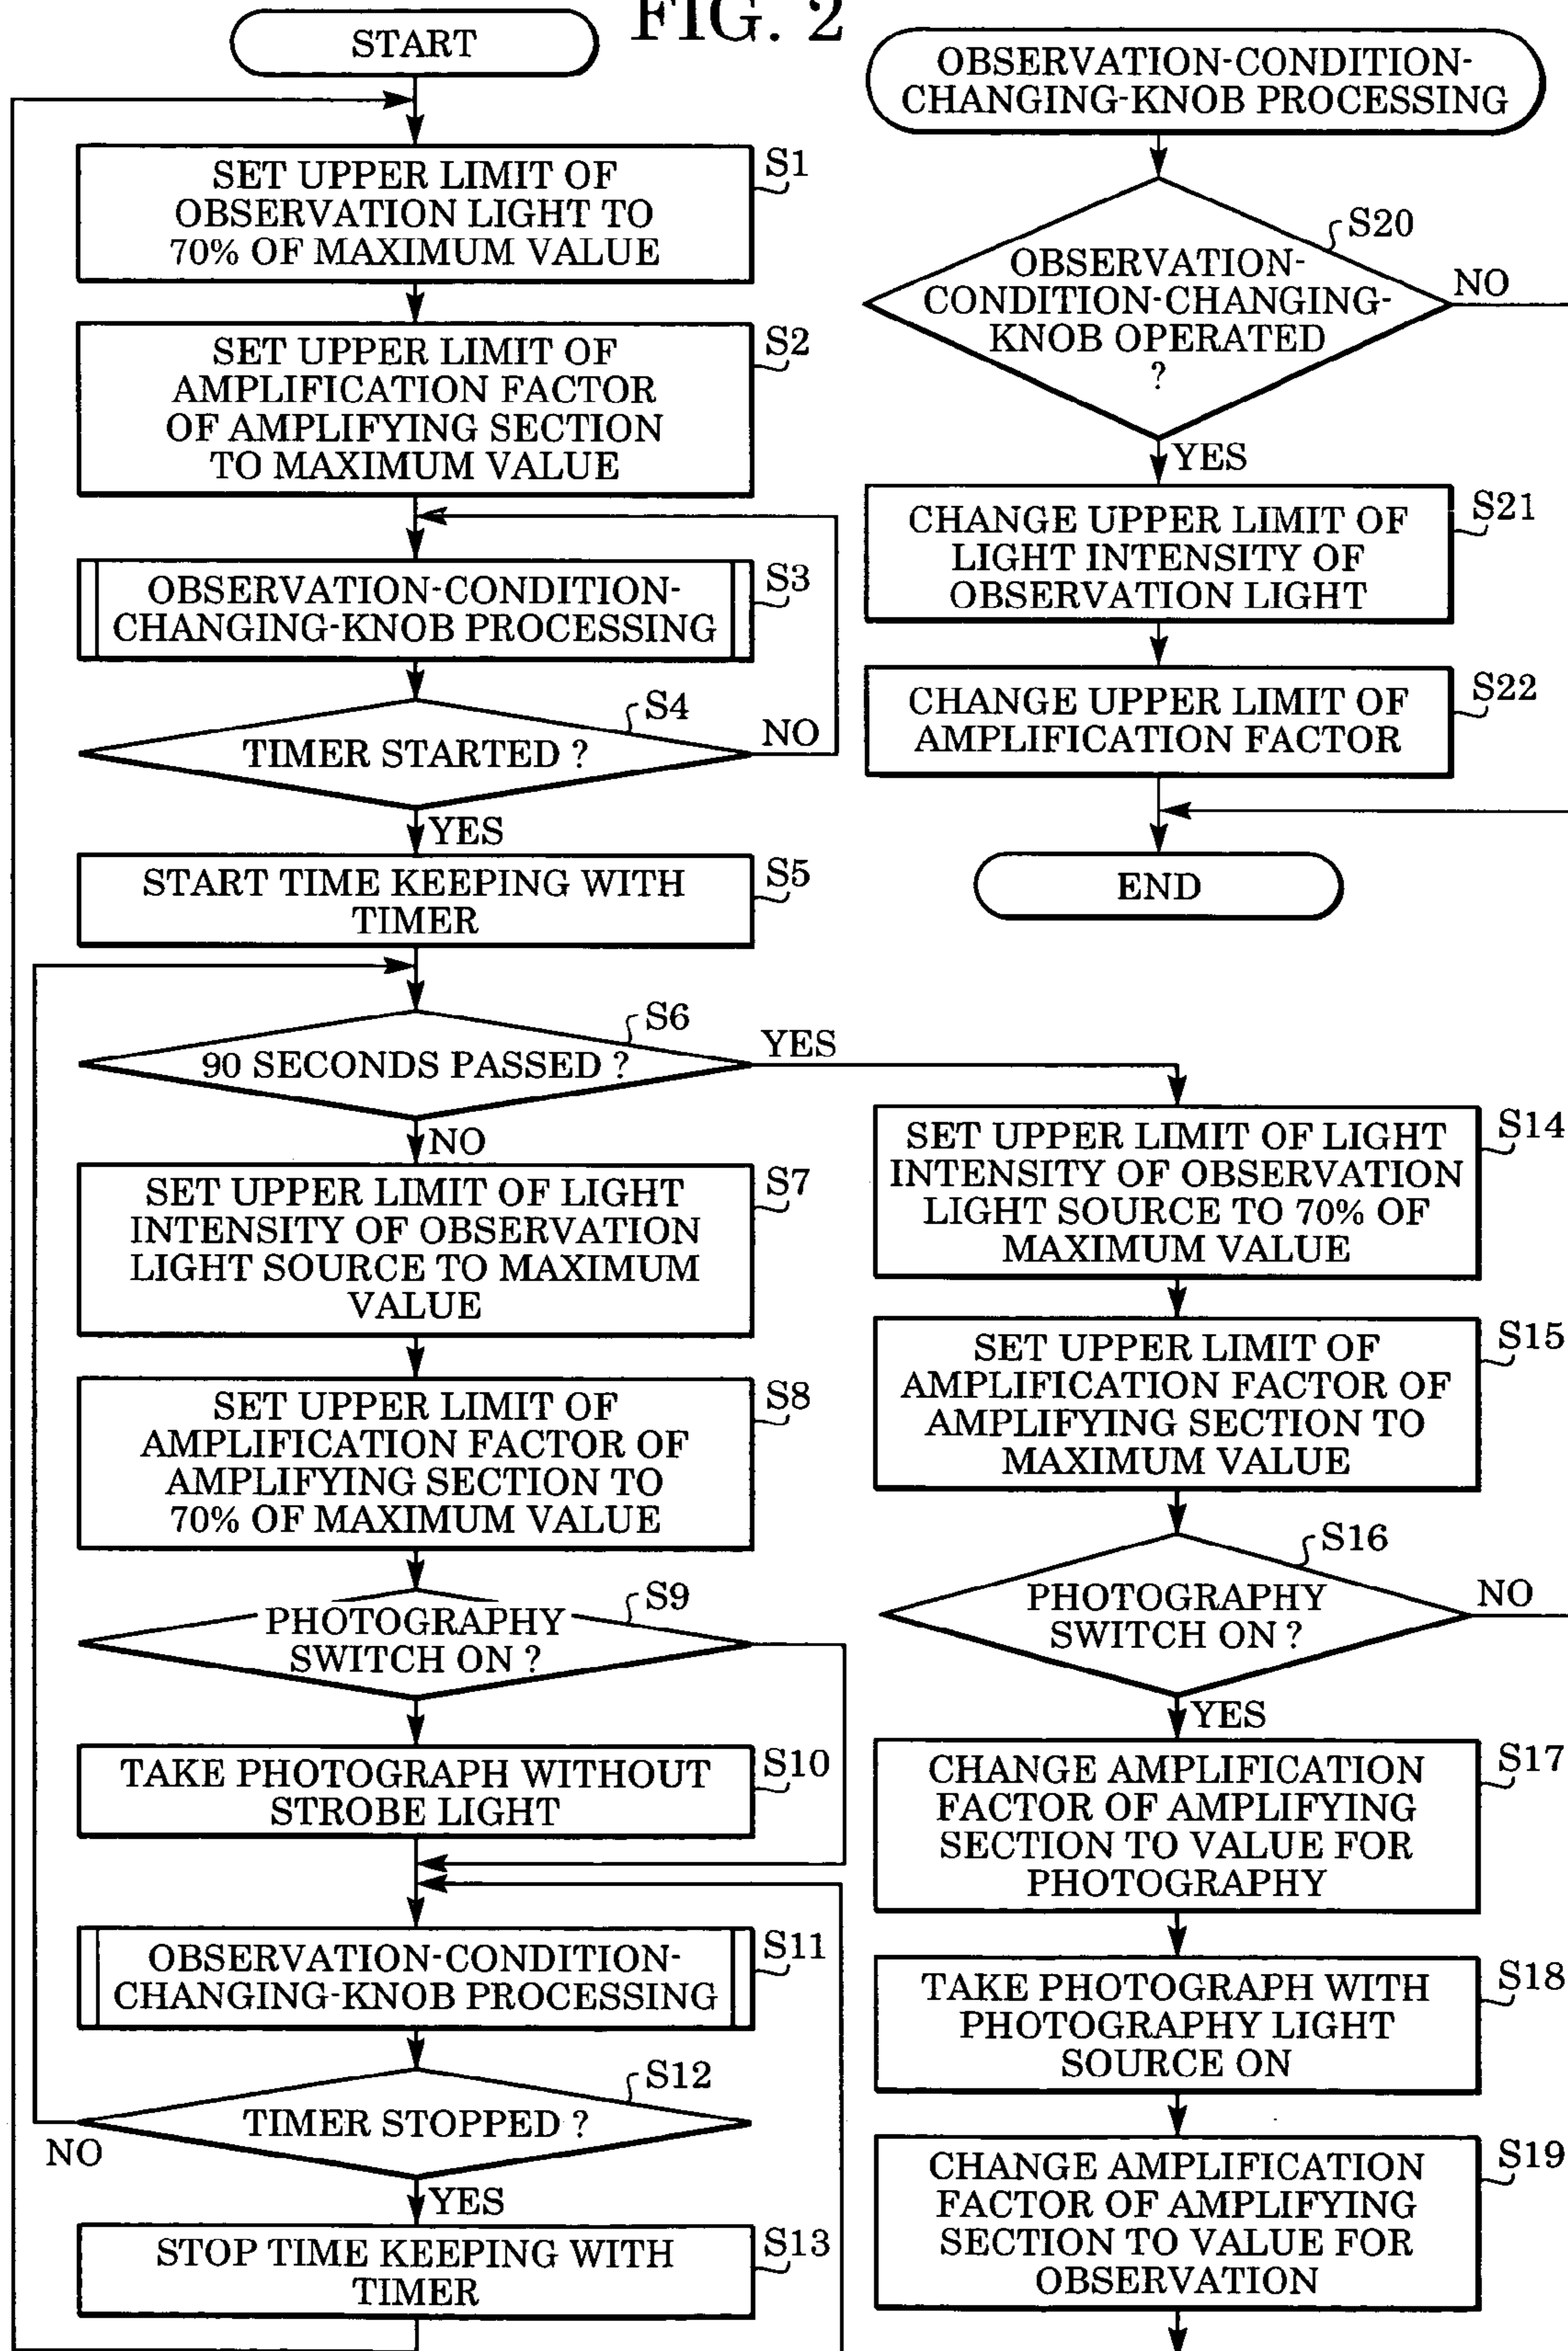 FIG. 2
START
SET UPPER LIMIT OF
OBSERVATION LIGHT TO
70% OF MAXIMUM VALUE
S1
SET UPPER LIMIT OF
AMPLIFICATION FACTOR
OF AMPLIFYING SECTION
TO MAXIMUM VALUE
S2
OBSERVATION-CONDITION-
CHANGING-KNOB PROCESSING
S3
TIMER STARTED ?
S4
NO
YES
START TIME KEEPING WITH
TIMER
S5
90 SECONDS PASSED ?
S6
YES
NO
SET UPPER LIMIT OF LIGHT
INTENSITY OF OBSERVATION
LIGHT SOURCE TO MAXIMUM
VALUE
S7
SET UPPER LIMIT OF
AMPLIFICATION FACTOR OF
AMPLIFYING SECTION TO
70% OF MAXIMUM VALUE
S8
PHOTOGRAPHY
SWITCH ON ?
S9
TAKE PHOTOGRAPH WITHOUT
STROBE LIGHT
S10
OBSERVATION-CONDITION-
CHANGING-KNOB PROCESSING
S11
TIMER STOPPED ?
S12
NO
YES
STOP TIME KEEPING WITH
TIMER
S13
OBSERVATION-CONDITION-
CHANGING-KNOB PROCESSING
S20
OBSERVATION-
CONDITION-CHANGING-
KNOB OPERATED
?
NO
YES
CHANGE UPPER LIMIT OF
LIGHT INTENSITY OF
OBSERVATION LIGHT
S21
CHANGE UPPER LIMIT OF
AMPLIFICATION FACTOR
S22
END
SET UPPER LIMIT OF LIGHT
INTENSITY OF OBSERVATION
LIGHT SOURCE TO 70% OF
MAXIMUM VALUE
S14
SET UPPER LIMIT OF
AMPLIFICATION FACTOR OF
AMPLIFYING SECTION TO
MAXIMUM VALUE
S15
PHOTOGRAPHY
SWITCH ON ?
S16
NO
YES
CHANGE AMPLIFICATION
FACTOR OF AMPLIFYING
SECTION TO VALUE FOR
PHOTOGRAPHY
S17
TAKE PHOTOGRAPH WITH
PHOTOGRAPHY LIGHT
SOURCE ON
S18
CHANGE AMPLIFICATION
FACTOR OF AMPLIFYING
SECTION TO VALUE FOR
OBSERVATION
S19